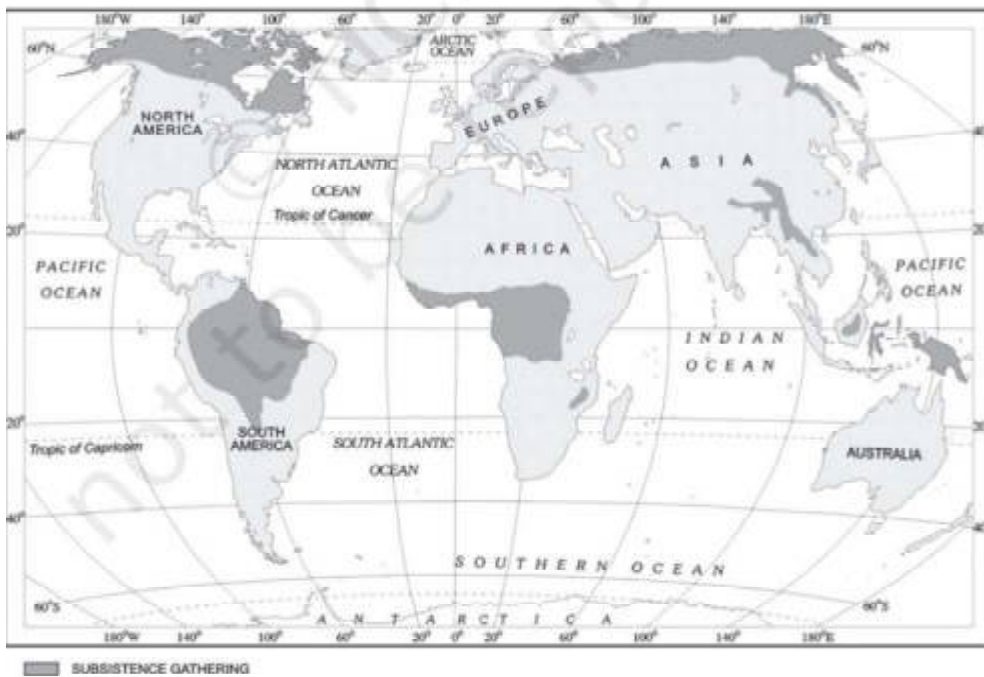 180°W 140° 100° 60° 20° 0° 20° 60° 100° 140° 180°E
ARCTIC
OCEAN
60°N
60°N
NORTH
AMERICA
EUROPE
ASIA
40°
40
NORTH ATLANTIC
OCEAN
Tropic of Cancer
20°
20
AFRICA
PACIFIC
OCEAN
PACIFIC
OCEAN
INDIAN
OCEAN
20°
Tropic of Capricorn
SOUTH
AMERICA
SOUTH ATLANTIC
OCEAN
AUSTRALIA
40°
40
SOUTHERN OCEAN
60°S
60°S
ANTARCTICA
180°W 140° 100° 60° 20° 0° 20° 60° 100° 140° 180°E
SUBSISTENCE GATHERING
not to be